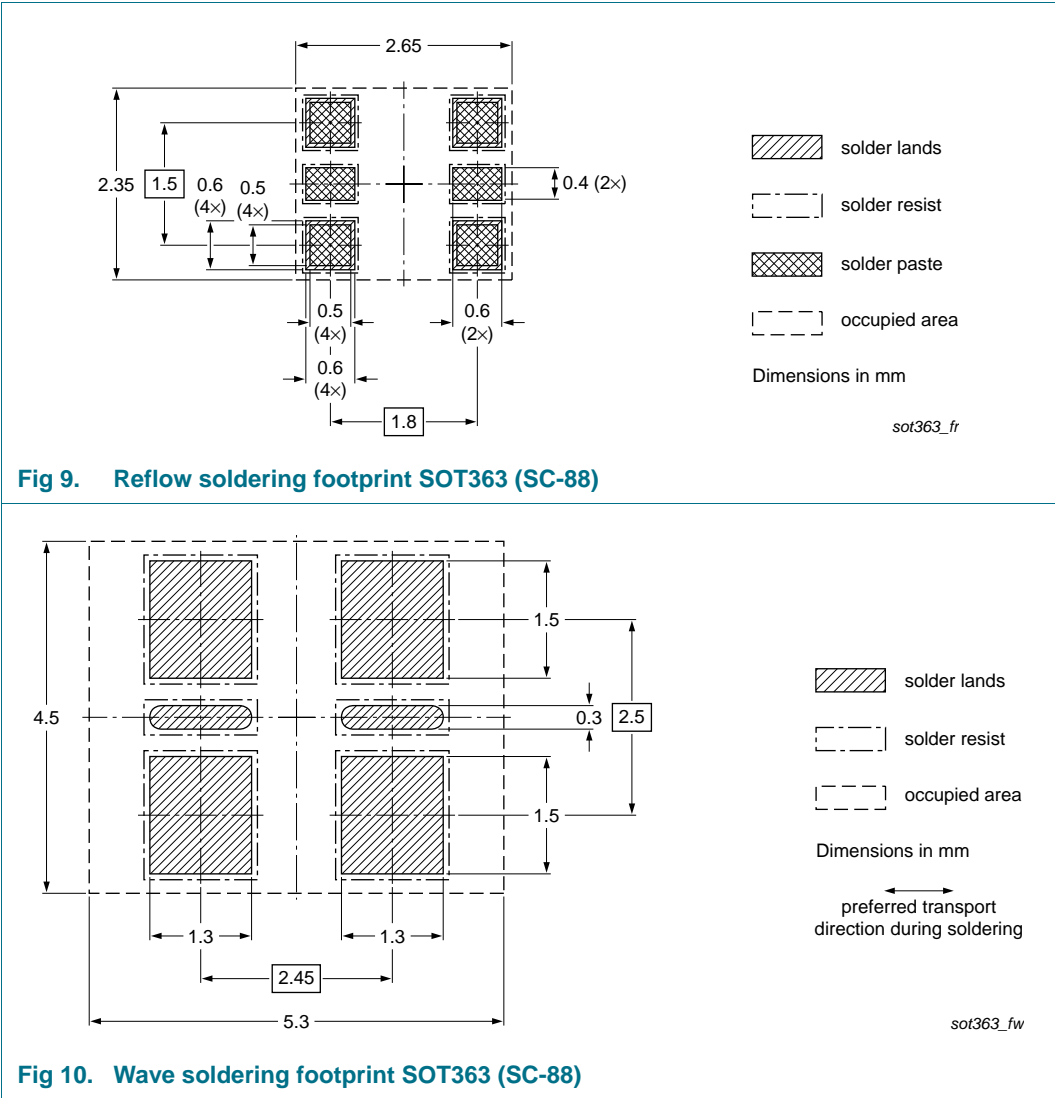 2.65
solder lands
0.4 (2×)
2.35 1.5 0.6 0.5
(4×) (4×)
solder resist
solder paste
0.5 0.6
(4×) (2×)
occupied area
0.6
(4×)
Dimensions in mm
1.8
sot363_fr
Fig 9. Reflow soldering footprint SOT363 (SC-88)
1.5
solder lands
4.5 0.3 2.5
solder resist
occupied area
1.5
Dimensions in mm
preferred transport
direction during soldering
1.3 1.3
2.45
5.3
sot363_fw
Fig 10. Wave soldering footprint SOT363 (SC-88)